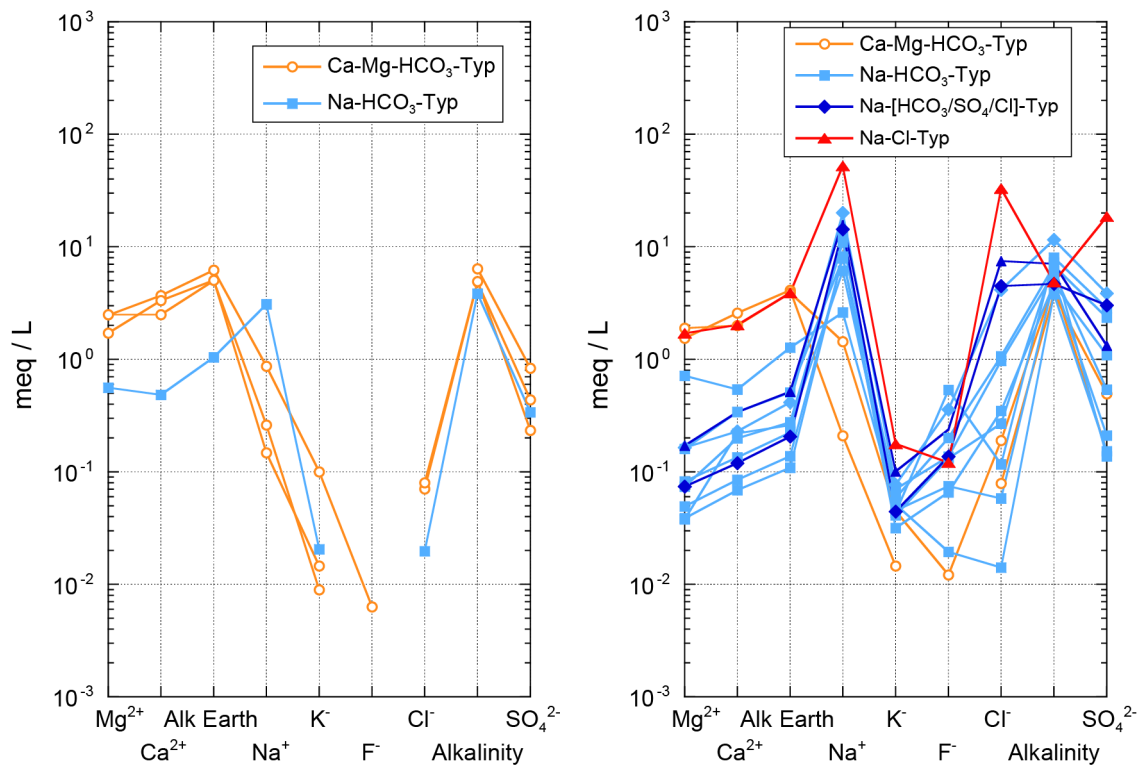 10³
10²
10¹
10⁰
10⁻¹
10⁻²
10⁻³
meq / L
Ca-Mg-HCO₃-Typ
Na-HCO₃-Typ
Mg²⁺ Alk Earth K⁻ Cl⁻ SO₄²⁻
Ca²⁺ Na⁺ F⁻ Alkalinity
10³
10²
10¹
10⁰
10⁻¹
10⁻²
10⁻³
meq / L
Ca-Mg-HCO₃-Typ
Na-HCO₃-Typ
Na-[HCO₃/SO₄/Cl]-Typ
Na-Cl-Typ
Mg²⁺ Alk Earth K⁻ Cl⁻ SO₄²⁻
Ca²⁺ Na⁺ F⁻ Alkalinity